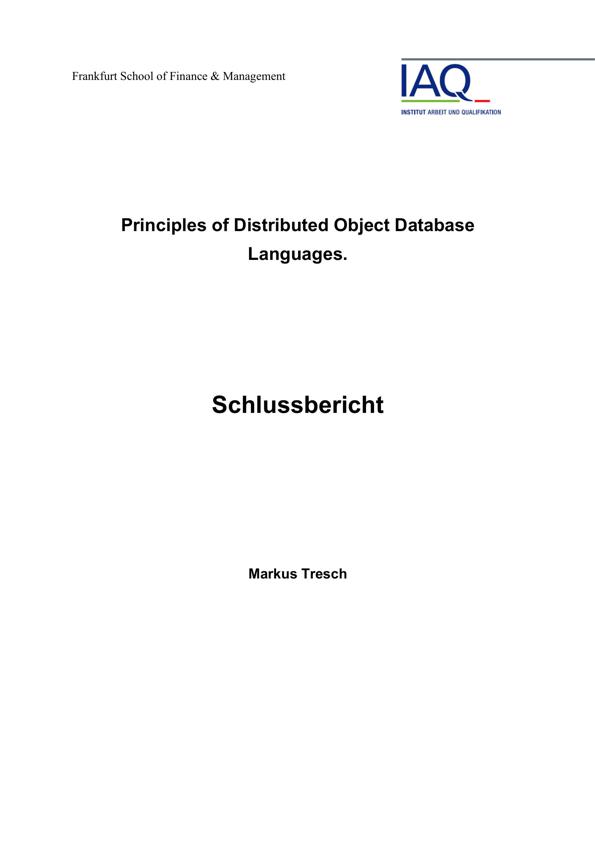 Frankfurt School of Finance & Management
IAQ
INSTITUT ARBEIT UND QUALIFIKATION
Principles of Distributed Object Database
Languages.
Schlussbericht
Markus Tresch